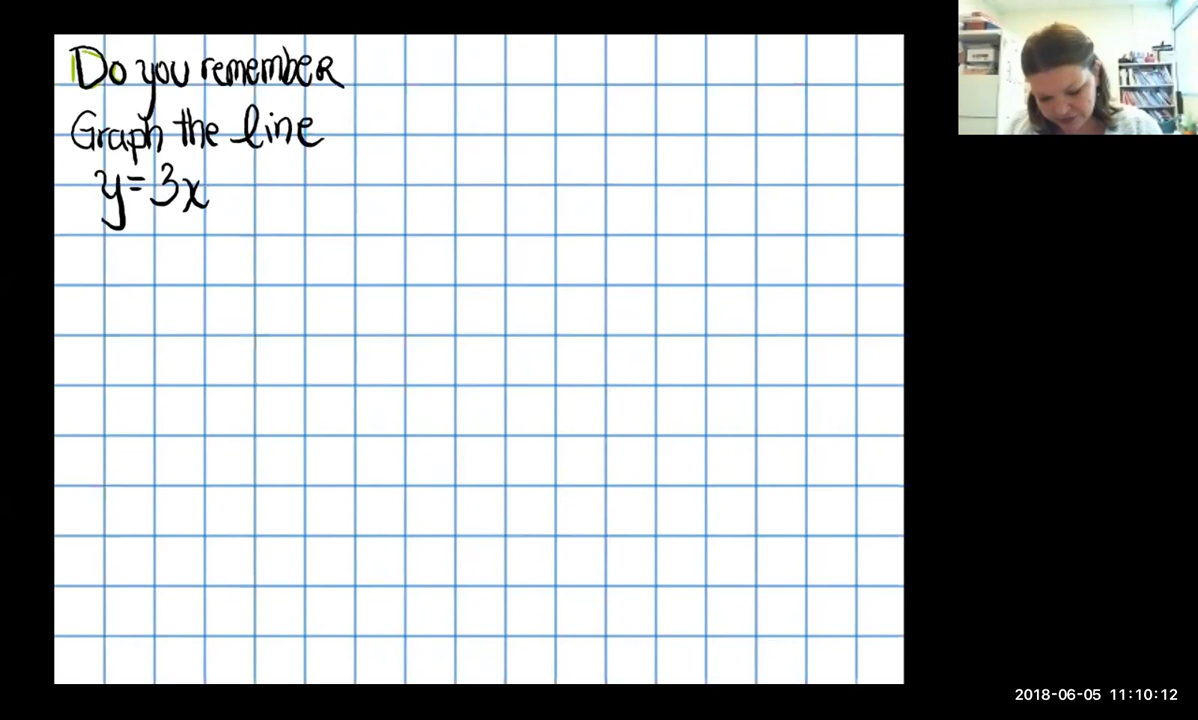 Do you remember
Graph the line
y=3x
2018-06-05 11:10:12